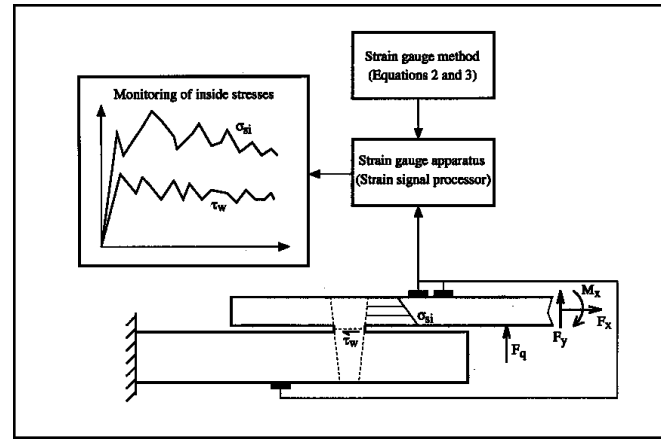 Strain gauge method
(Equations 2 and 3)
Monitoring of inside stresses
σsi
τw
Strain gauge apparatus
(Strain signal processor)
Mx
σsi
τw
Fx
Fy
Fq